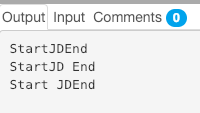 Output Input Comments 0
StartJDEnd
StartJD End
Start JDEnd